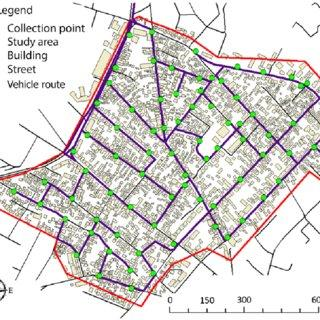 Legend
Collection point
Study area
Building
Street
Vehicle route
E
0 150 300 60